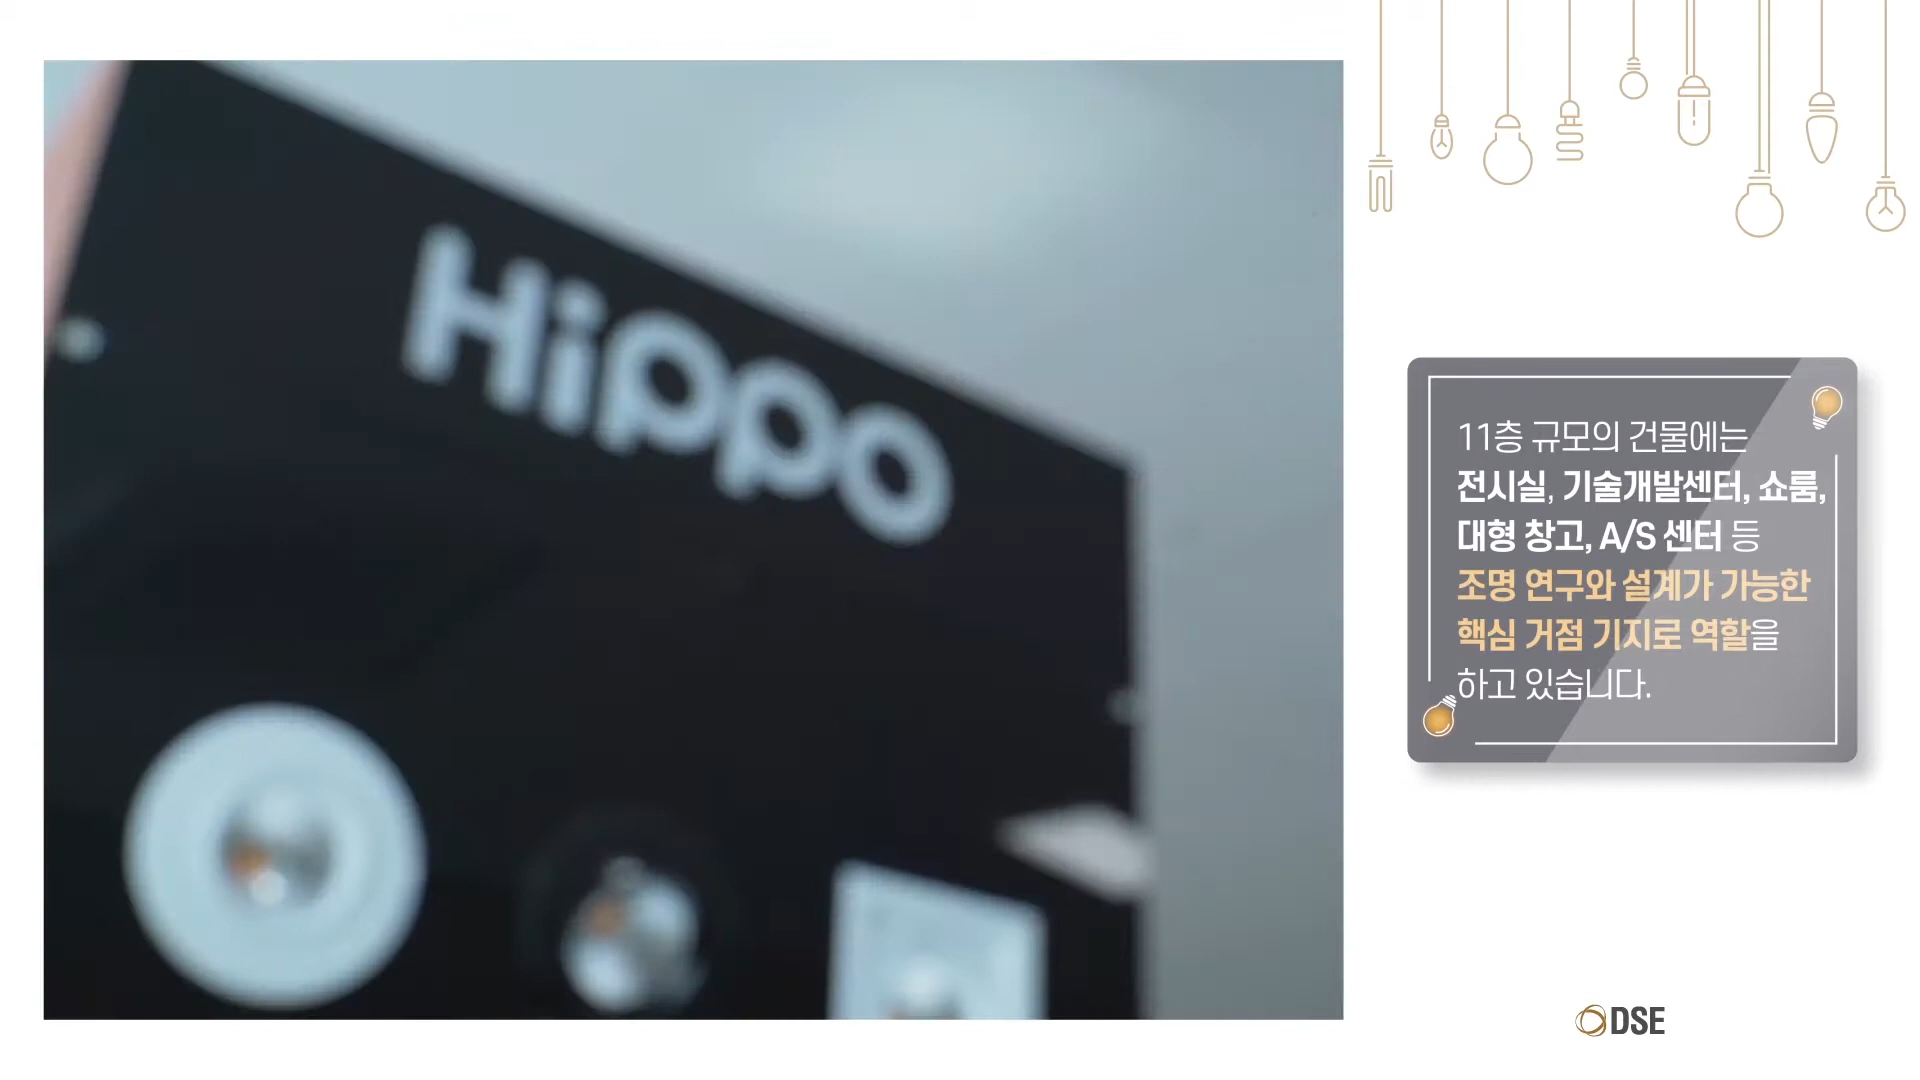 Hippo
11층 규모의 건물에는
전시실, 기술개발센터, 쇼룸,
대형 창고, A/S 센터 등
조명 연구와 설계가 가능한
핵심 거점 기지로 역할을
하고 있습니다.
DSE